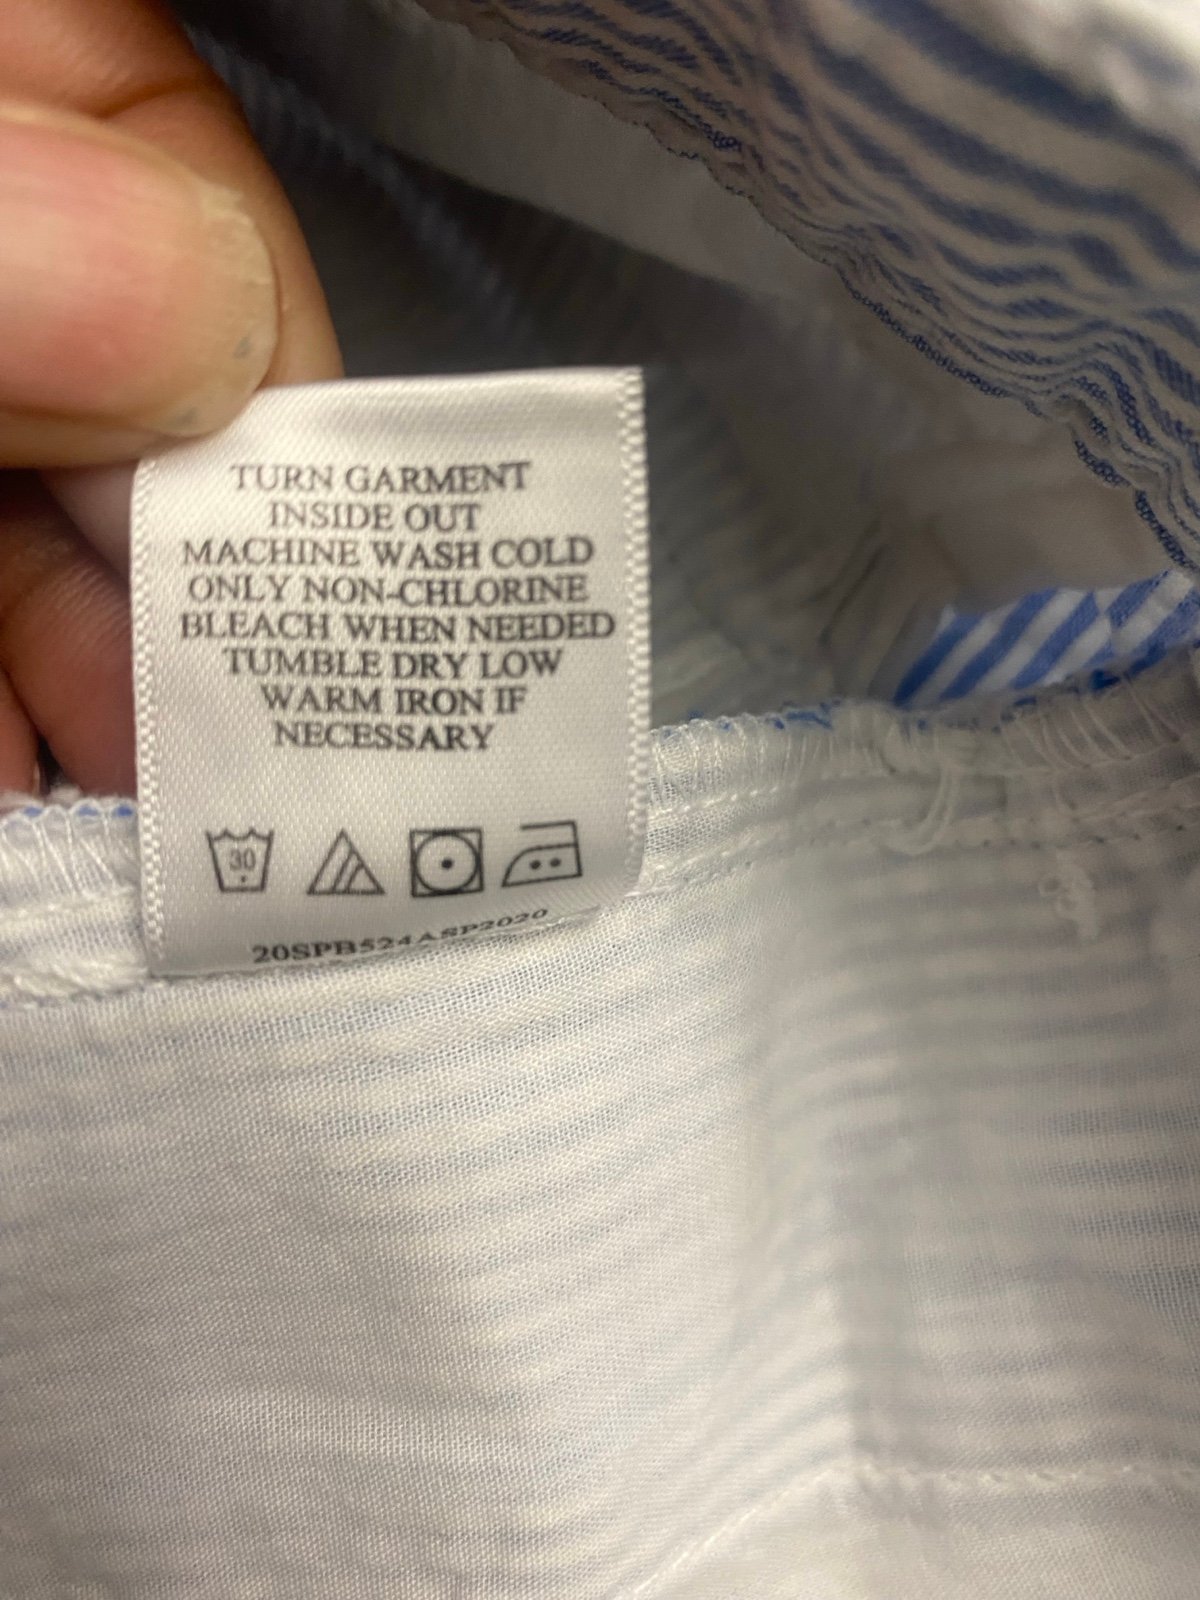 TURN GARMENT
INSIDE OUT
MACHINE WASH COLD
ONLY NON-CHLORINE
BLEACH WHEN NEEDED
TUMBLE DRY LOW
WARM IRON IF
NECESSARY
30
20SPB524ASP2020